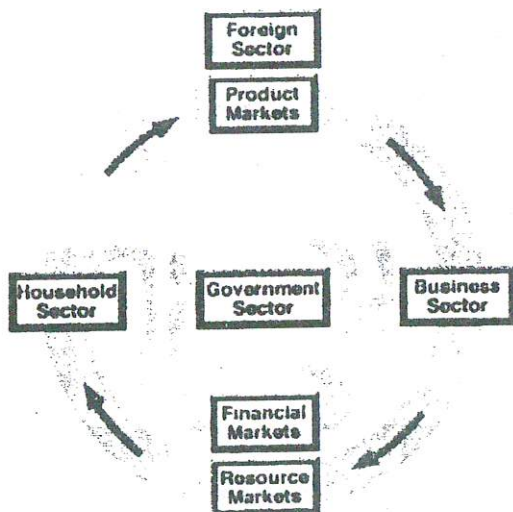 Foreign
Sector
Product
Markets
Household
Sector
Government
Sector
Business
Sector
Financial
Markets
Resource
Markets